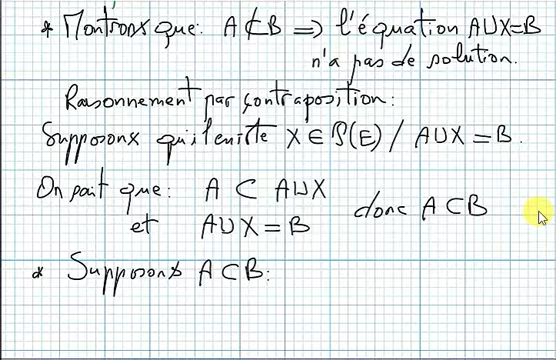 * Montrons que: A ⊄ B ⟹ l'équation A∪X=B
n'a pas de solution.
Raisonnement par contraposition:
Supposons qu'il existe X ∈ P(E) / A∪X = B.
On sait que: A ⊂ A∪X
et A∪X = B donc A ⊂ B
* Supposons A ⊂ B: